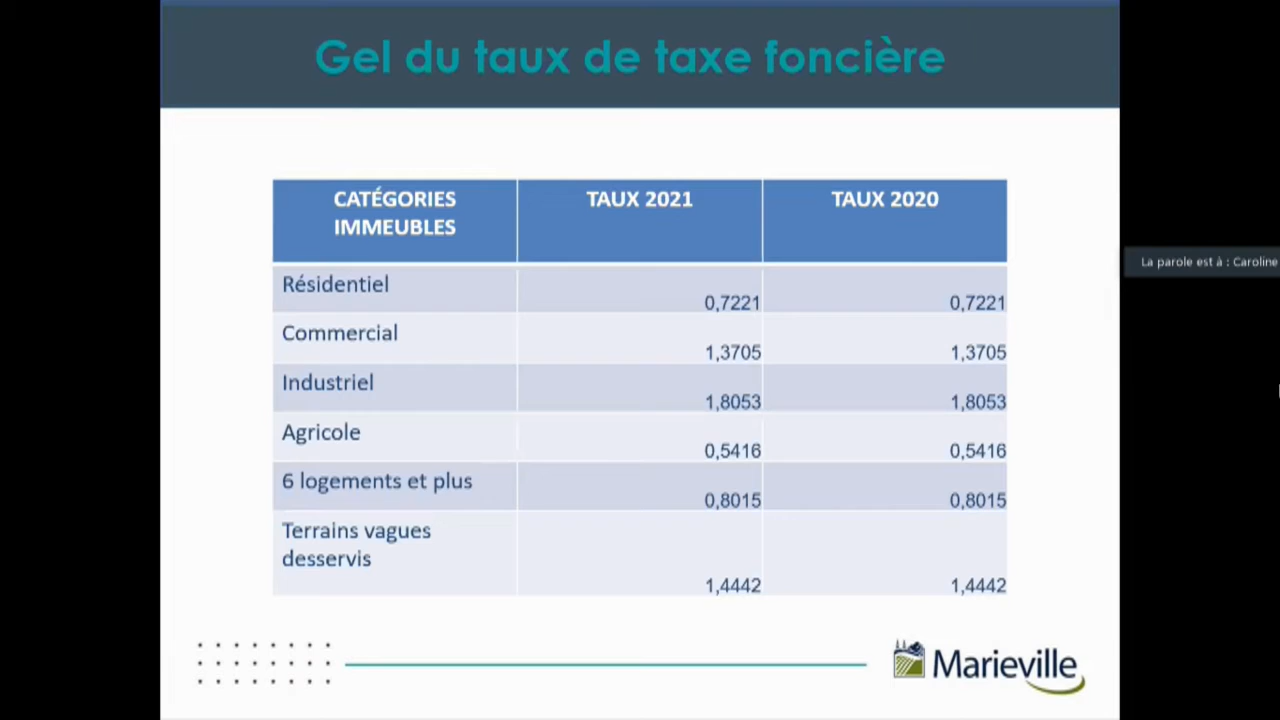 Gel du taux de taxe foncière
CATÉGORIES IMMEUBLES TAUX 2021 TAUX 2020
Résidentiel 0,7221 0,7221
Commercial 1,3705 1,3705
Industriel 1,8053 1,8053
Agricole 0,5416 0,5416
6 logements et plus 0,8015 0,8015
Terrains vagues desservis 1,4442 1,4442
Marieville
La parole est à : Caroline